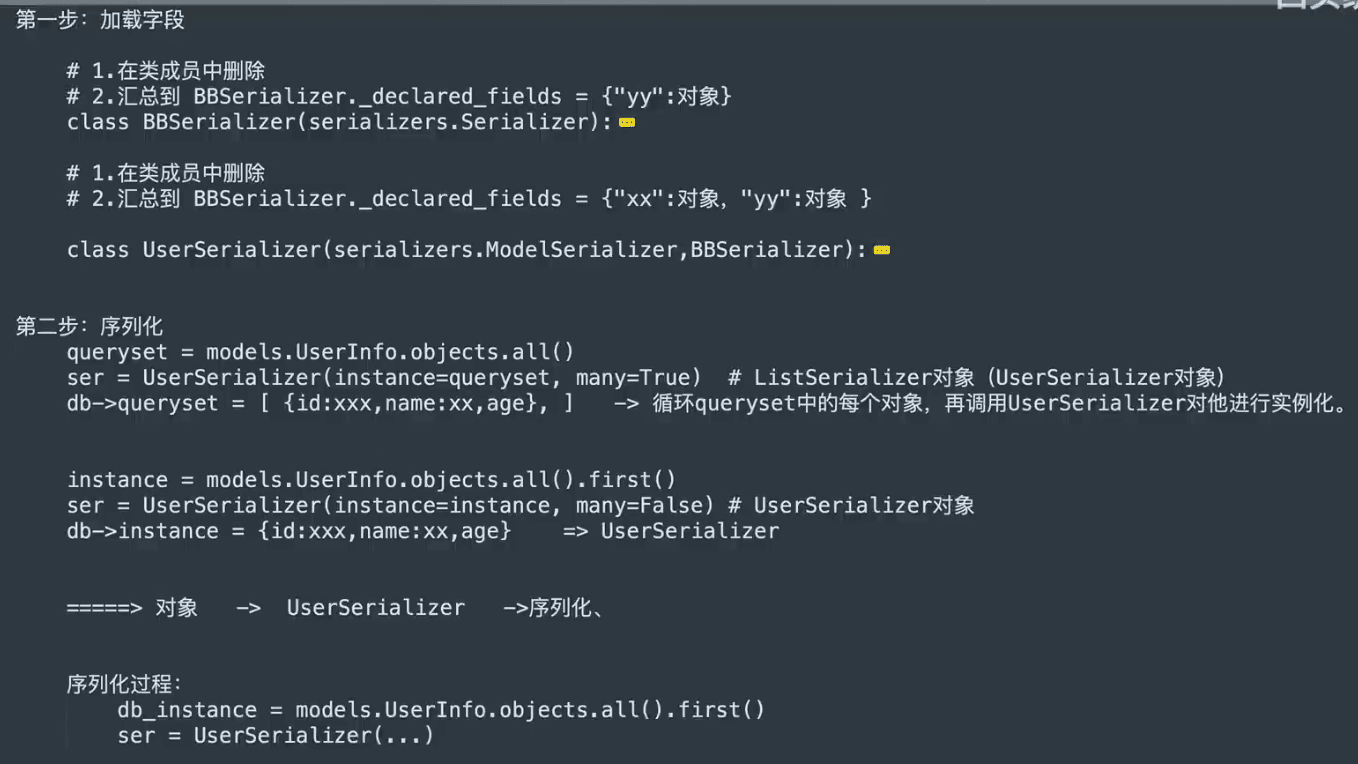 第一步：加载字段
# 1.在类成员中删除
# 2.汇总到 BBSerializer._declared_fields = {"yy":对象}
class BBSerializer(serializers.Serializer):
# 1.在类成员中删除
# 2.汇总到 BBSerializer._declared_fields = {"xx":对象, "yy":对象 }
class UserSerializer(serializers.ModelSerializer,BBSerializer):
第二步：序列化
queryset = models.UserInfo.objects.all()
ser = UserSerializer(instance=queryset, many=True) # ListSerializer对象（UserSerializer对象）
db->queryset = [ {id:xxx,name:xx,age}, ] -> 循环queryset中的每个对象，再调用UserSerializer对他进行实例化。
instance = models.UserInfo.objects.all().first()
ser = UserSerializer(instance=instance, many=False) # UserSerializer对象
db->instance = {id:xxx,name:xx,age} => UserSerializer
=====> 对象 -> UserSerializer ->序列化、
序列化过程：
db_instance = models.UserInfo.objects.all().first()
ser = UserSerializer(...)